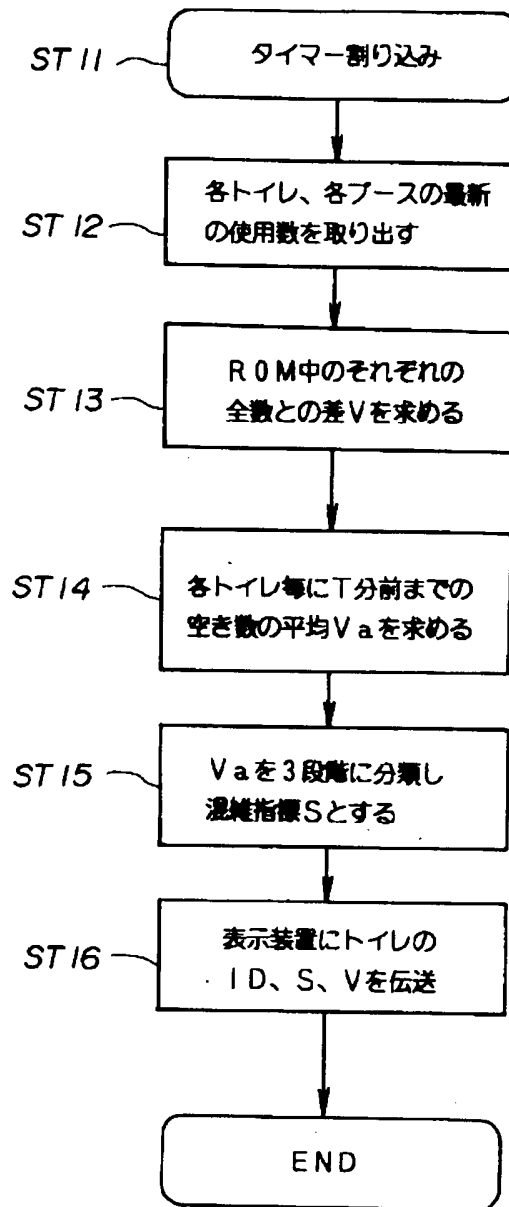 ST11
タイマー割り込み
ST12
各トイレ、各ブースの最新
の使用数を取り出す
ST13
ROM中のそれぞれの
全数との差Vを求める
ST14
各トイレ毎にT分前までの
空き数の平均Vaを求める
ST15
Vaを3段階に分類し
混雑指標Sとする
ST16
表示装置にトイレの
ID、S、Vを伝送
END